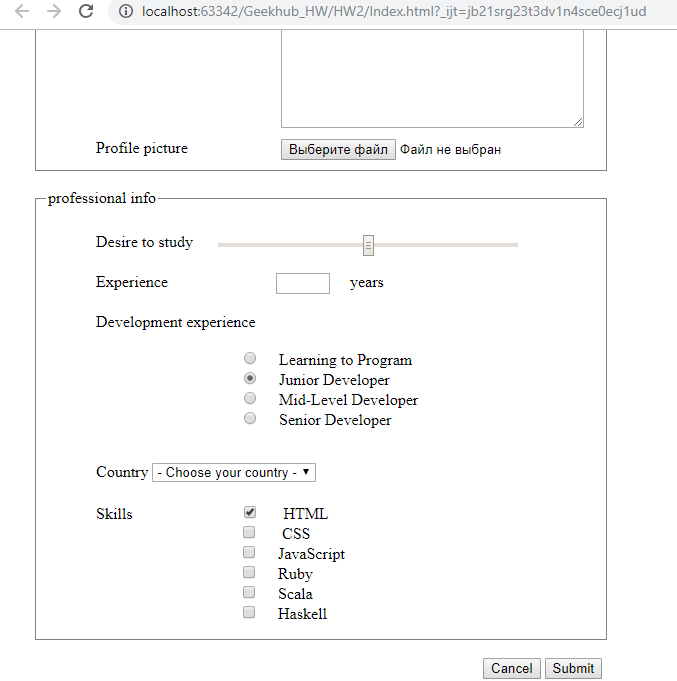 localhost:63342/Geekhub_HW/HW2/Index.html?_ijt=jb21srg23t3dv1n4sce0ecj1ud
Profile picture Выберите файл Файл не выбран
professional info
Desire to study
Experience years
Development experience
Learning to Program
Junior Developer
Mid-Level Developer
Senior Developer
Country - Choose your country -
Skills HTML
CSS
JavaScript
Ruby
Scala
Haskell
Cancel Submit